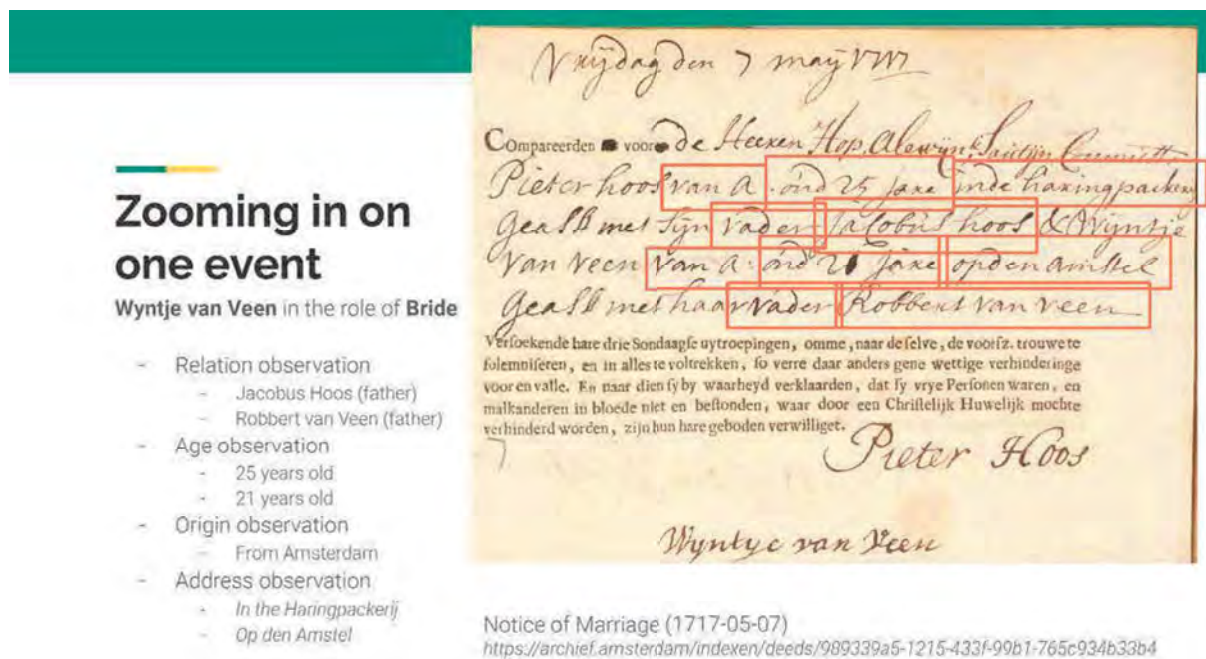 Zooming in on
one event
Wyntje van Veen in the role of Bride
- Relation observation
- Jacobus Hoos (father)
- Robbert van Veen (father)
- Age observation
- 25 years old
- 21 years old
- Origin observation
- From Amsterdam
- Address observation
- In the Haringpackerij
- Op den Amstel
Vrijdag den 7 maij 1717
Compareerden voor de Heeren Hop, Alewijn
Pieter hoos van A. oud 25 jare inde haringpackerij
Geass met sijn vader Jacobus hoos & Wijntje
van veen van A. oud 21 jare op den amstel
Geass met haar vader Robbert van veen
Versoekende hare drie Sondaagse uytroepingen, omme, naar de selve, de voorsz. trouwe te
solemniseren, en in alles te voltrekken, so verre daar anders gene wettige verhinderinge
voor en valle. En naar dien sy by waarheyd verklaarden, dat sy vrye Personen waren, en
malkanderen in bloede niet en bestonden, waar door een Christelijk Huwelijk mochte
verhinderd worden, zijn hun hare geboden verwilliget.
Pieter Hoos
Wyntye van Veen
Notice of Marriage (1717-05-07)
https://archief.amsterdam/indexen/deeds/989339a5-1215-433f-99b1-765c934b33b4